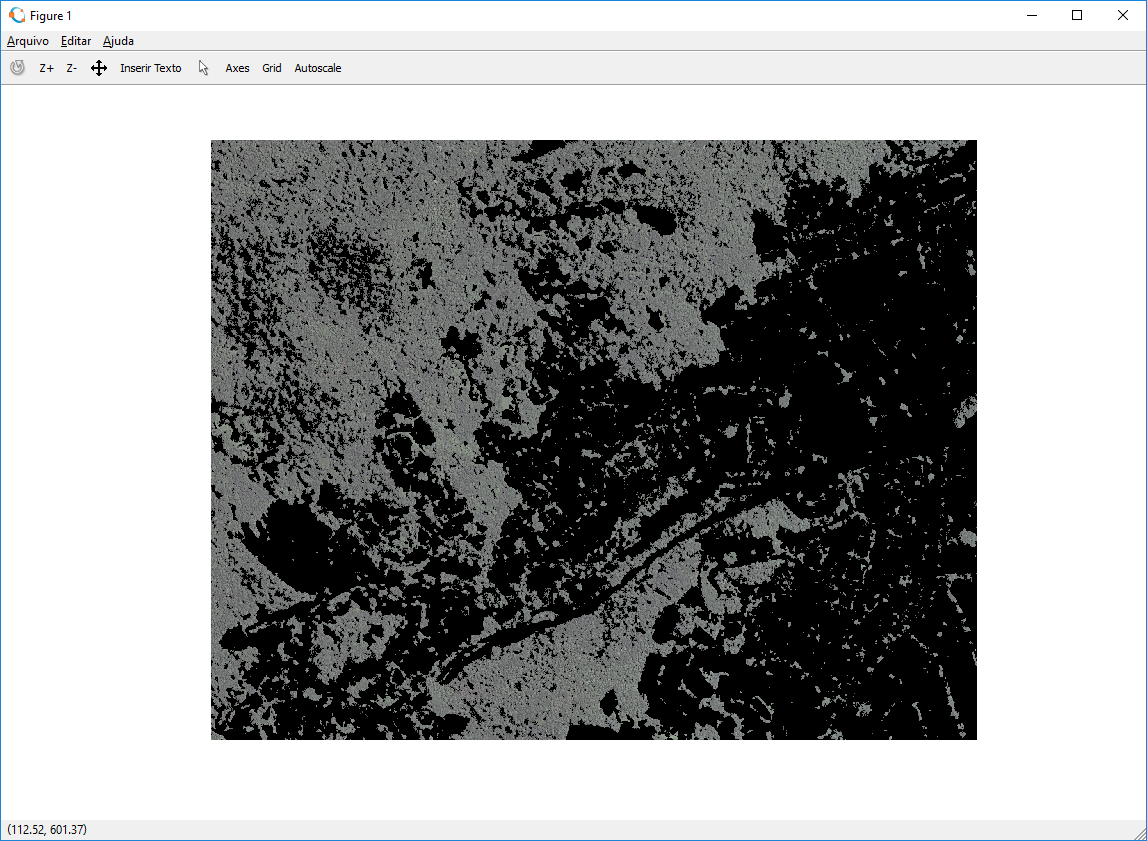 Figure 1
Arquivo Editar Ajuda
Z+ Z- Inserir Texto Axes Grid Autoscale
(112.52, 601.37)